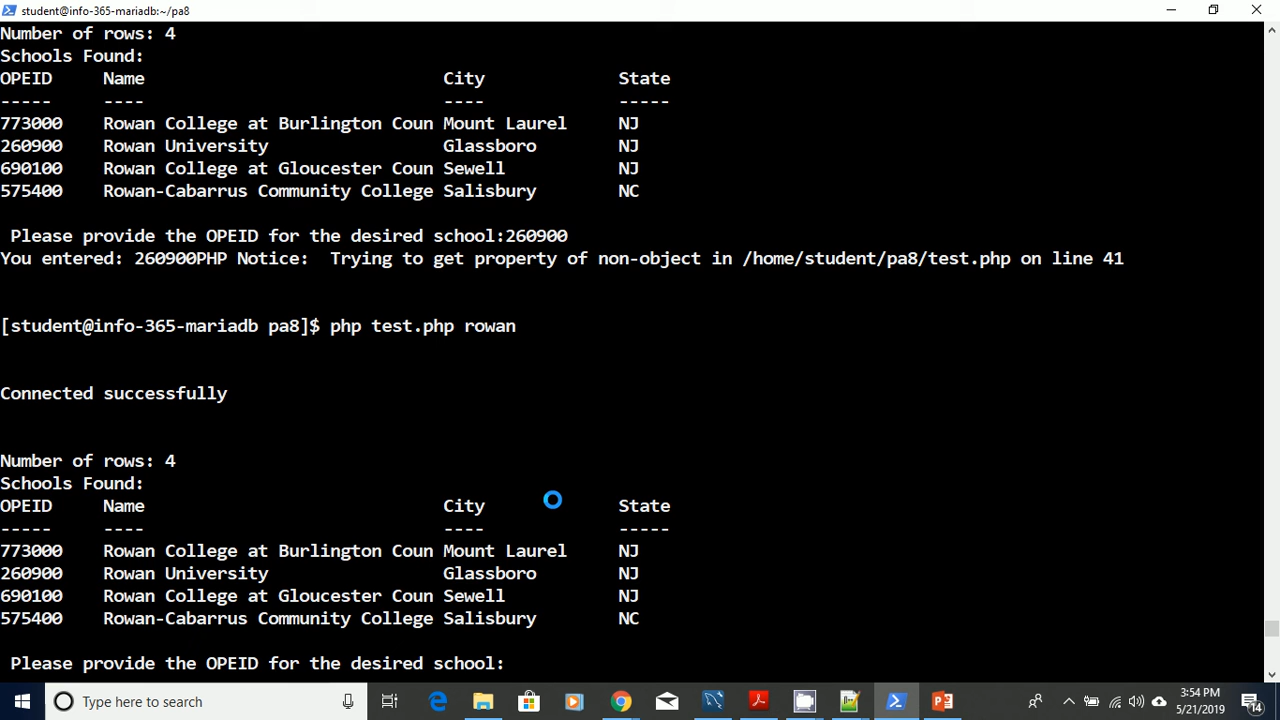 student@info-365-mariadb:~/pa8
Number of rows: 4
Schools Found:
OPEID Name City State
----- ---- ---- -----
773000 Rowan College at Burlington Coun Mount Laurel NJ
260900 Rowan University Glassboro NJ
690100 Rowan College at Gloucester Coun Sewell NJ
575400 Rowan-Cabarrus Community College Salisbury NC
Please provide the OPEID for the desired school:260900
You entered: 260900PHP Notice:  Trying to get property of non-object in /home/student/pa8/test.php on line 41
[student@info-365-mariadb pa8]$ php test.php rowan
Connected successfully
Number of rows: 4
Schools Found:
OPEID Name City State
----- ---- ---- -----
773000 Rowan College at Burlington Coun Mount Laurel NJ
260900 Rowan University Glassboro NJ
690100 Rowan College at Gloucester Coun Sewell NJ
575400 Rowan-Cabarrus Community College Salisbury NC
Please provide the OPEID for the desired school:
Type here to search
3:54 PM
5/21/2019
14